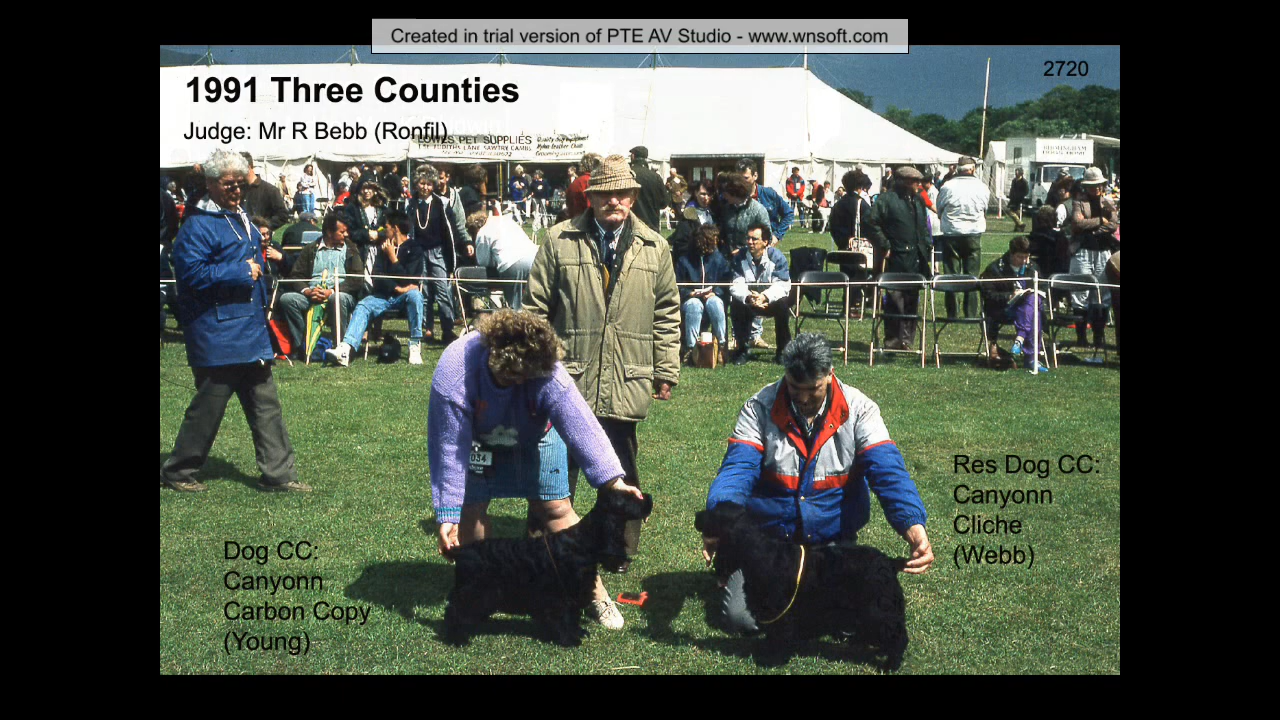 Created in trial version of PTE AV Studio - www.wnsoft.com
2720
1991 Three Counties
Judge: Mr R Bebb (Ronfil)
LOWES PET SUPPLIES
Res Dog CC:
Canyonn
Cliche
(Webb)
Dog CC:
Canyonn
Carbon Copy
(Young)